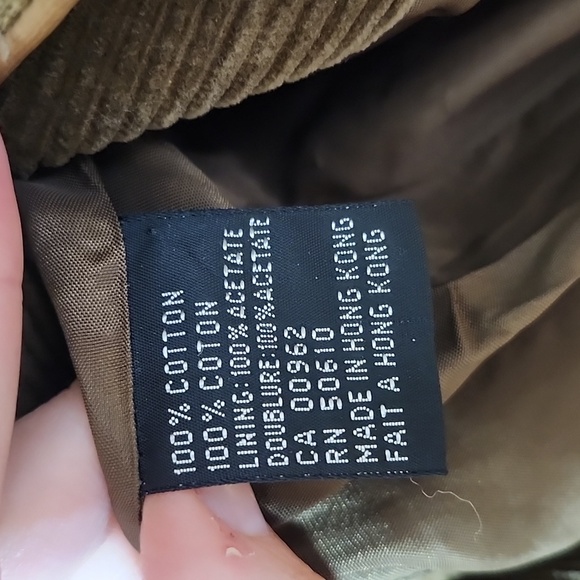 100% COTTON
100% COTON
LINING: 100% ACETATE
DOUBLURE: 100% ACETATE
CA 00962
RN 50610
MADE IN HONG KONG
FAIT A HONG KONG